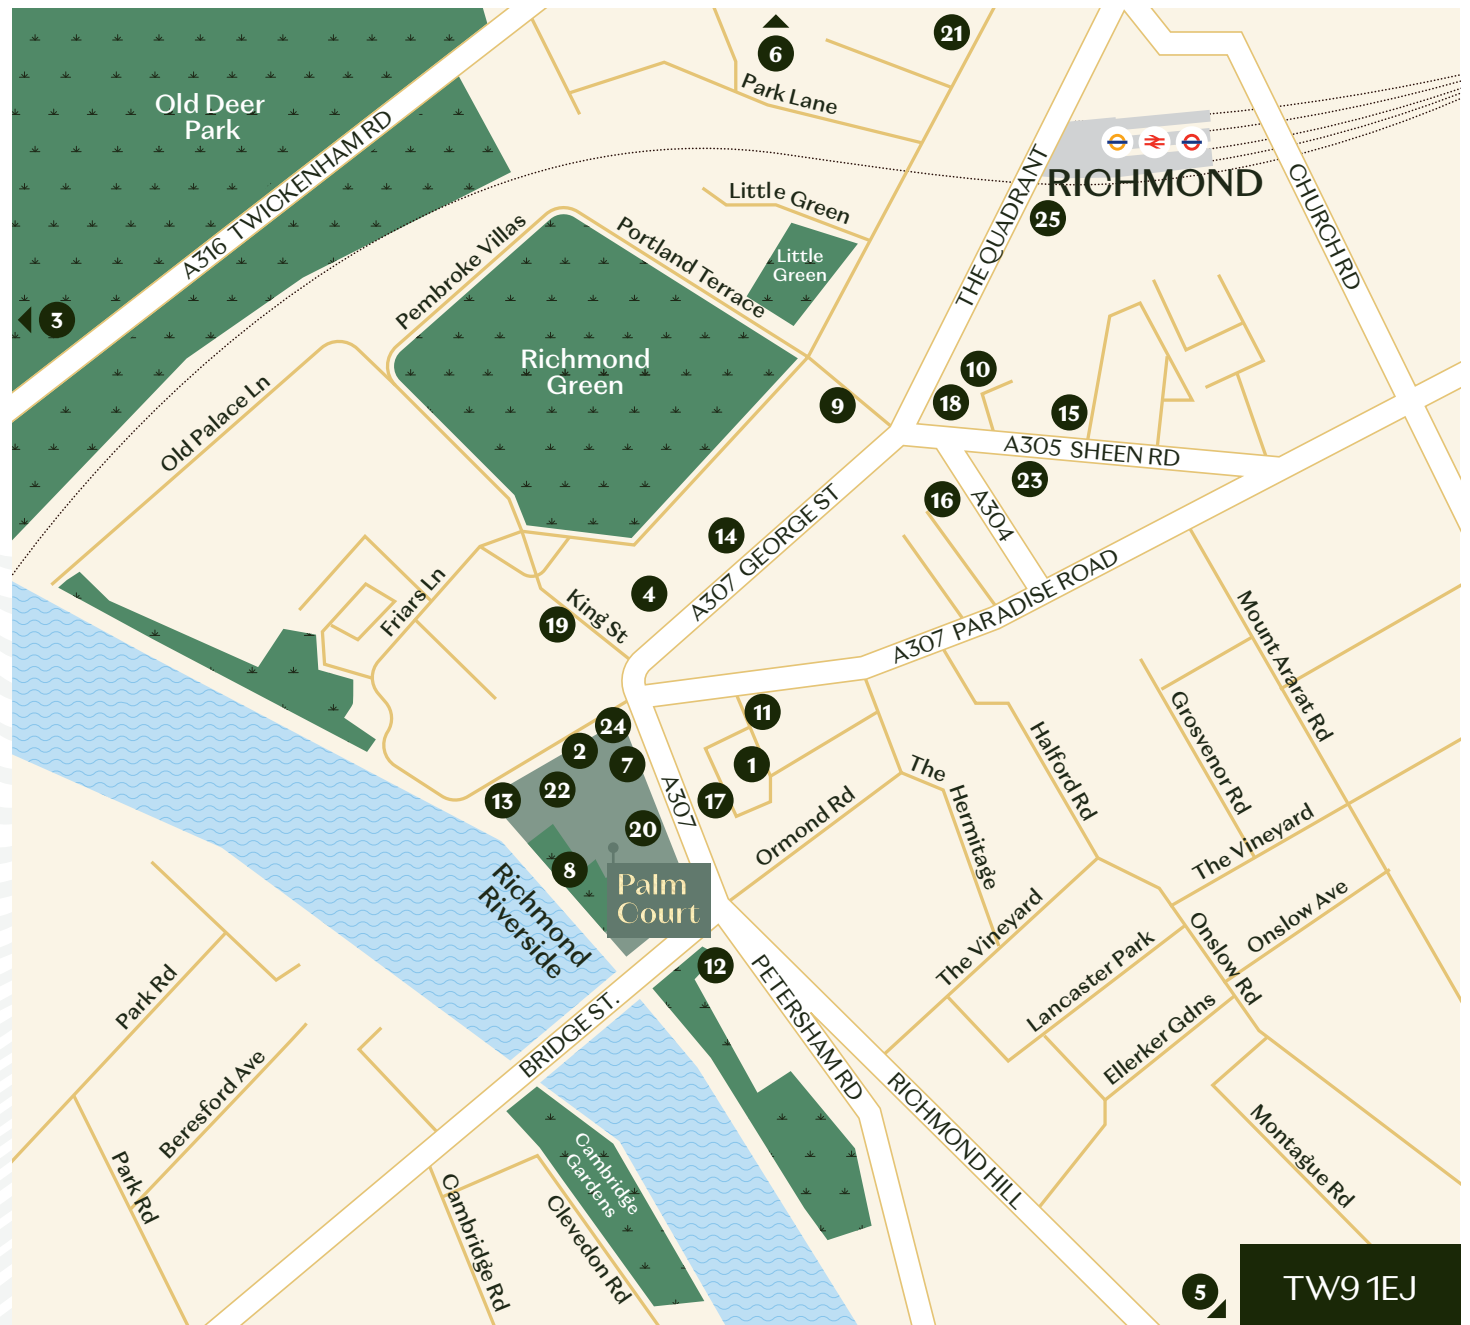 21
6
Park Lane
Old Deer
Park
A316 TWICKENHAM RD
RICHMOND
THE QUADRANT
CHURCH RD
25
Little Green
Little
Green
Pembroke Villas
Portland Terrace
3
Richmond
Green
Old Palace Ln
10
18
9
15
A305 SHEEN RD
23
16
A304
14
A307 GEORGE ST
4
King St
19
Friars Ln
A307 PARADISE ROAD
Mount Ararat Rd
Grosvenor Rd
Halford Rd
11
24
2
7
1
22
13
17
20
A307
The
Hermitage
Ormond Rd
The Vineyard
8
Palm
Court
Richmond
Riverside
The Vineyard
Onslow Ave
Onslow Rd
Lancaster Park
Ellerker Gdns
12
PETERSHAM RD
BRIDGE ST.
Park Rd
Beresford Ave
Park Rd
RICHMOND HILL
Montague Rd
Cambridge
Gardens
Cambridge Rd
Clevedon Rd
5
TW9 1EJ